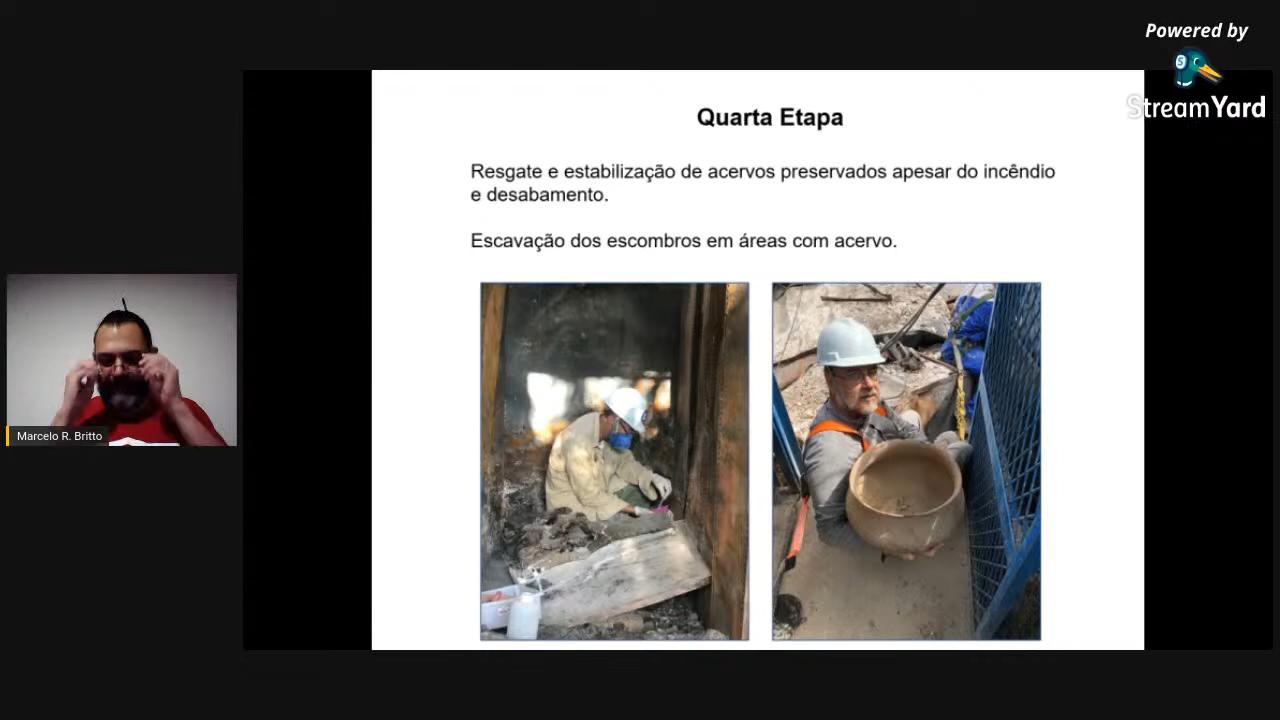 Powered by
StreamYard
Quarta Etapa
Resgate e estabilização de acervos preservados apesar do incêndio
e desabamento.
Escavação dos escombros em áreas com acervo.
Marcelo R. Britto